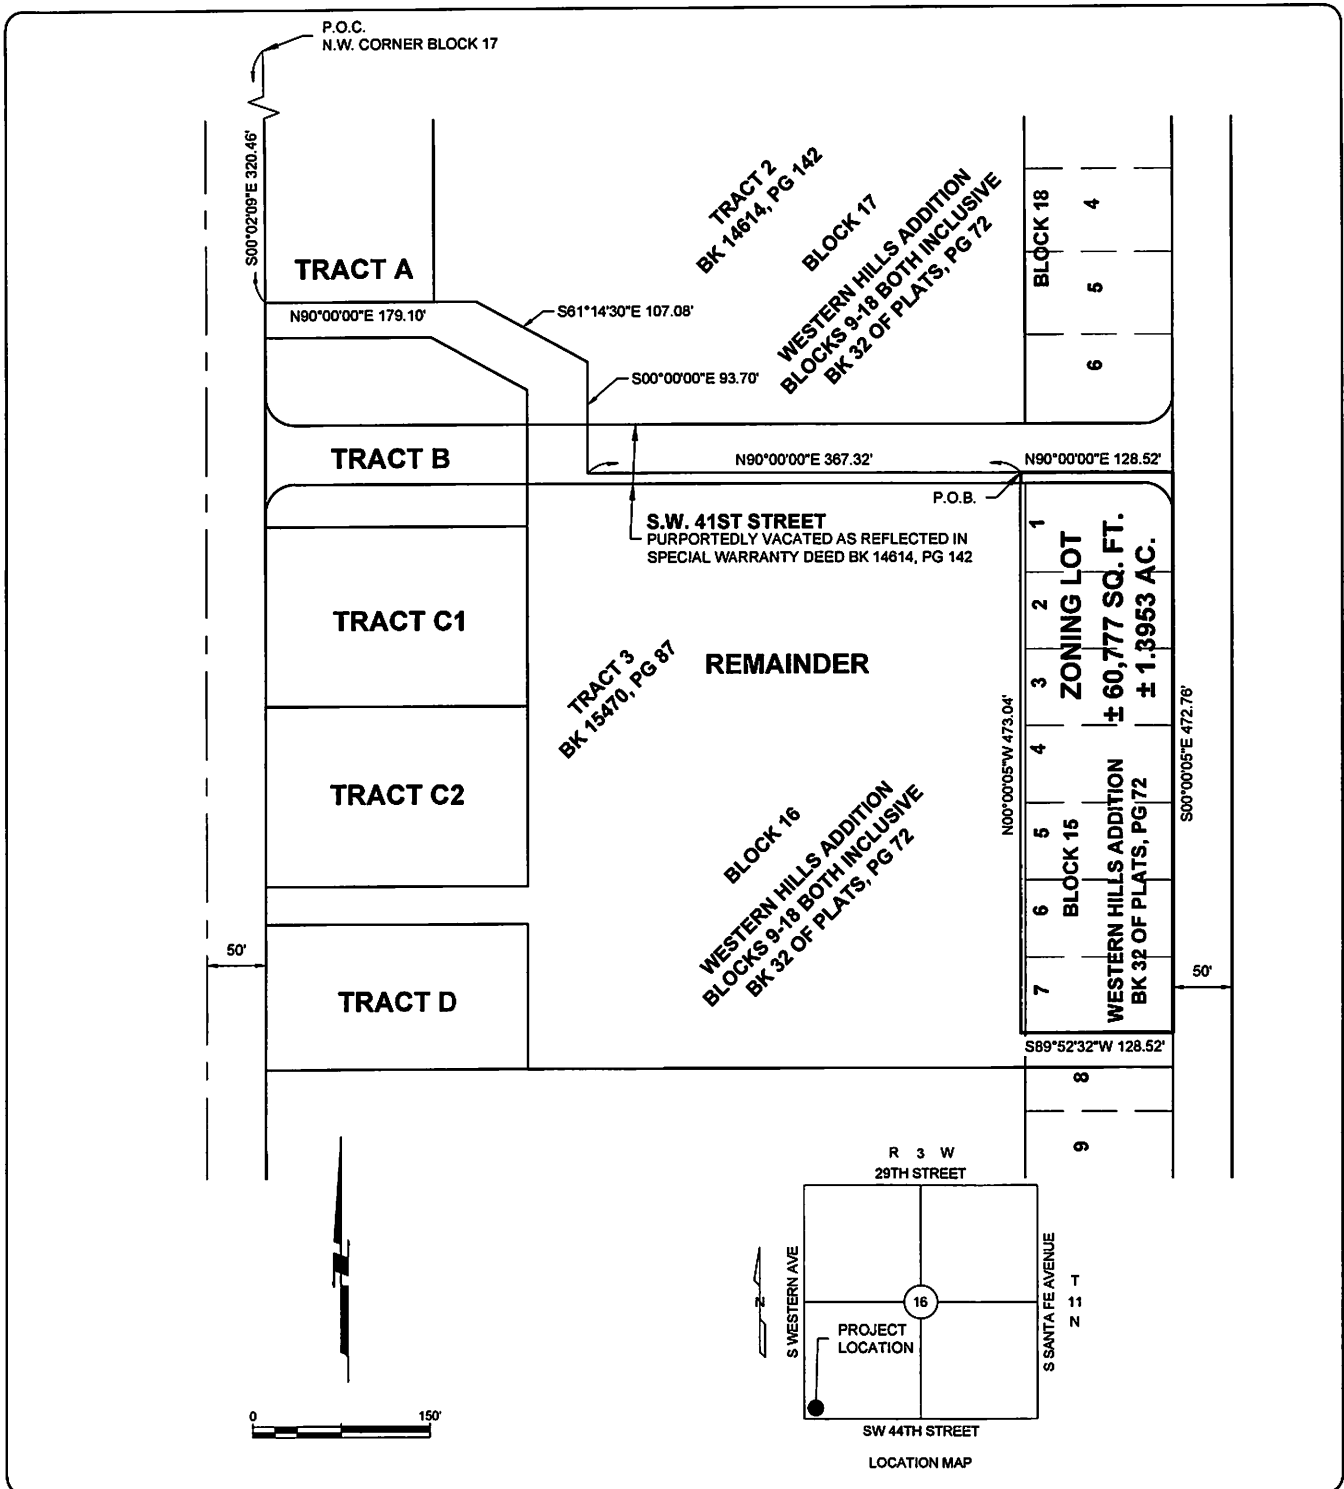 P.O.C.
N.W. CORNER BLOCK 17
S00°02'09"E 320.46'
TRACT A
N90°00'00"E 179.10'
S61°14'30"E 107.08'
S00°00'00"E 93.70'
TRACT 2
BK 14614, PG 142
BLOCK 17
WESTERN HILLS ADDITION
BLOCKS 9-18 BOTH INCLUSIVE
BK 32 OF PLATS, PG 72
BLOCK 18
4
5
6
TRACT B
N90°00'00"E 367.32'
N90°00'00"E 128.52'
P.O.B.
S.W. 41ST STREET
PURPORTEDLY VACATED AS REFLECTED IN
SPECIAL WARRANTY DEED BK 14614, PG 142
TRACT C1
TRACT 3
BK 15470, PG 87
REMAINDER
N00°00'05"W 473.04'
1
2
3
4
5
6
7
ZONING LOT
± 60,777 SQ. FT.
± 1.3953 AC.
S00°00'05"E 472.76'
BLOCK 15
WESTERN HILLS ADDITION
BK 32 OF PLATS, PG 72
TRACT C2
BLOCK 16
WESTERN HILLS ADDITION
BLOCKS 9-18 BOTH INCLUSIVE
BK 32 OF PLATS, PG 72
50'
50'
TRACT D
S89°52'32"W 128.52'
8
9
R 3 W
29TH STREET
S WESTERN AVE
S SANTA FE AVENUE
T
11
N
16
PROJECT
LOCATION
N
SW 44TH STREET
LOCATION MAP
N
0 150'